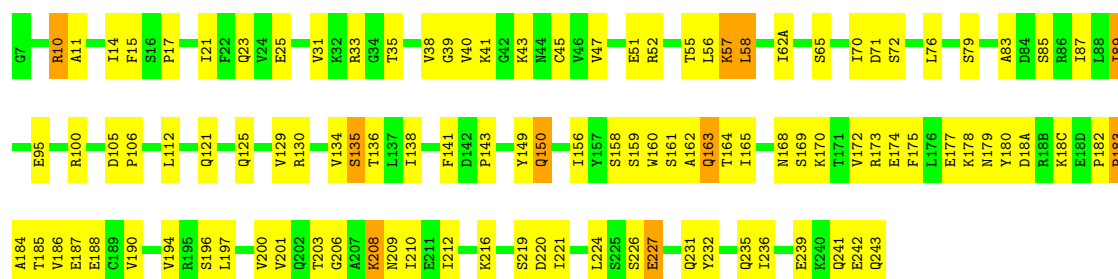 G7 R10 A11 I14 F15 S16 P17 I21 F22 Q23 V24 E25 V31 K32 R33 G34 T35 V38 G39 V40 K41 G42 K43 N44 C45 V46 V47 E51 R52 T55 L56 K57 L58 I62A S65 I70 D71 S72 L76 S79 A83 D84 S85 R86 I87 L88
E95 R100 D105 P106 L112 Q121 Q125 V129 R130 V134 S135 T136 L137 I138 F141 D142 P143 Y149 Q150 I156 Y157 S158 S159 W160 S161 A162 Q163 T164 I165 N168 S169 K170 T171 V172 R173 E174 F175 L176 E177 K178 N179 Y180 D18A R18B K18C E18D P182
A184 T185 V186 E187 E188 C189 V190 V194 R195 S196 L197 V200 V201 Q202 T203 G206 A207 K208 N209 I210 E211 I212 K216 S219 D220 I221 L224 S225 S226 E227 Q231 Y232 Q235 I236 E239 K240 Q241 E242 Q243